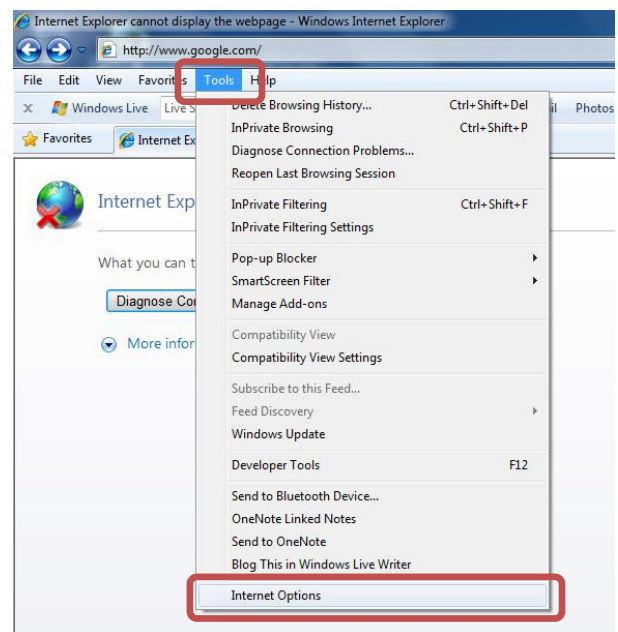 Internet Explorer cannot display the webpage - Windows Internet Explorer
http://www.google.com/
File Edit View Favorites Tools Help
x Windows Live Live S il Photos
Favorites Internet Ex
Delete Browsing History... Ctrl+Shift+Del
InPrivate Browsing Ctrl+Shift+P
Diagnose Connection Problems...
Reopen Last Browsing Session
InPrivate Filtering Ctrl+Shift+F
InPrivate Filtering Settings
Pop-up Blocker
SmartScreen Filter
Manage Add-ons
Compatibility View
Compatibility View Settings
Subscribe to this Feed...
Feed Discovery
Windows Update
Developer Tools F12
Send to Bluetooth Device...
OneNote Linked Notes
Send to OneNote
Blog This in Windows Live Writer
Internet Options
Internet Exp
What you can t
Diagnose Co
More infor